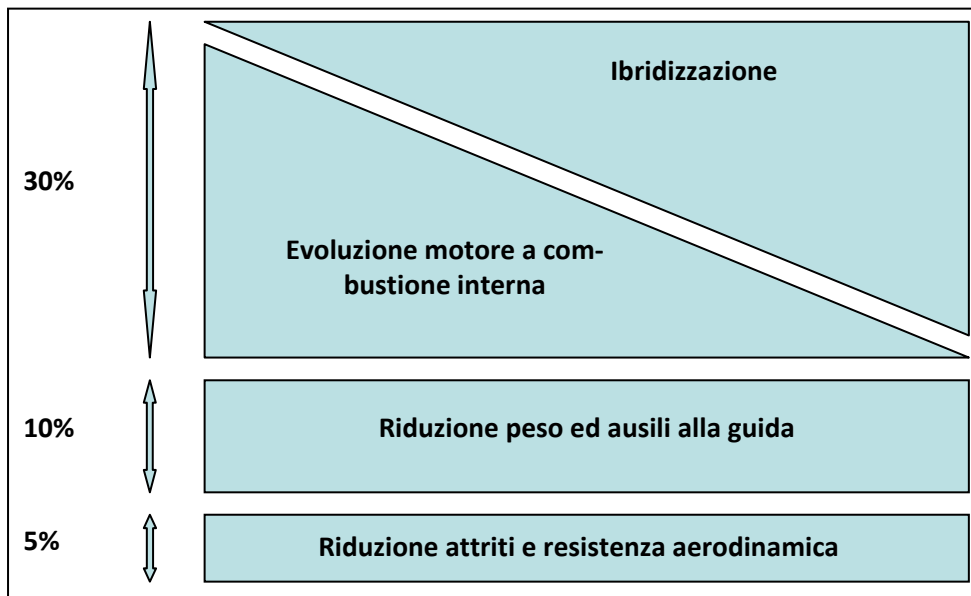 Ibridizzazione
30%
Evoluzione motore a com-
bustione interna
10%
Riduzione peso ed ausili alla guida
5%
Riduzione attriti e resistenza aerodinamica